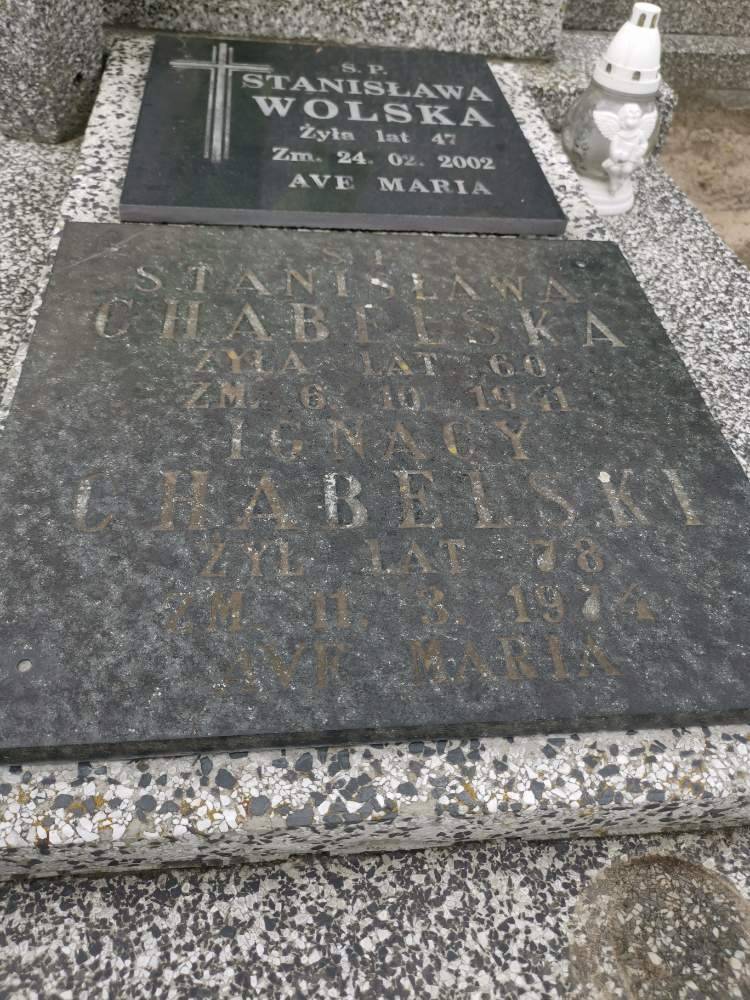 Ś.P.
STANISŁAWA
WOLSKA
Żyła lat 47
Zm. 24. 02. 2002
AVE MARIA
STANISŁAWA
CHABELSKA
ŻYŁA LAT 60
ZM. 6. 10.
IGNACY
CHABELSKI
ŻYŁ LAT 78
ZM. 11. 3. 1974
AVE MARIA